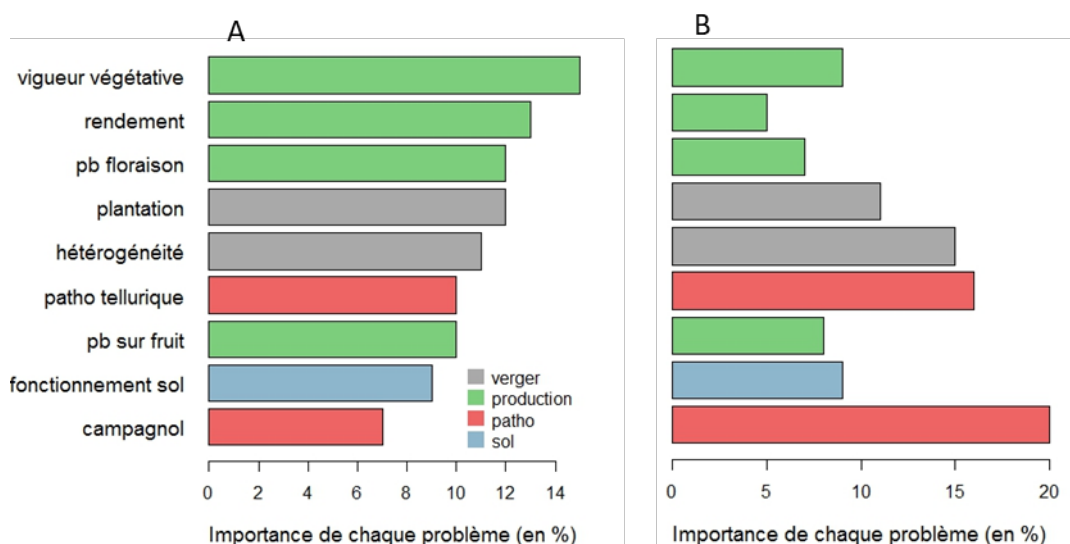 A
B
vigueur végétative
rendement
pb floraison
plantation
hétérogénéité
patho tellurique
pb sur fruit
fonctionnement sol
campagnol
verger
production
patho
sol
0 2 4 6 8 10 12 14
0 5 10 15 20
Importance de chaque problème (en %)
Importance de chaque problème (en %)